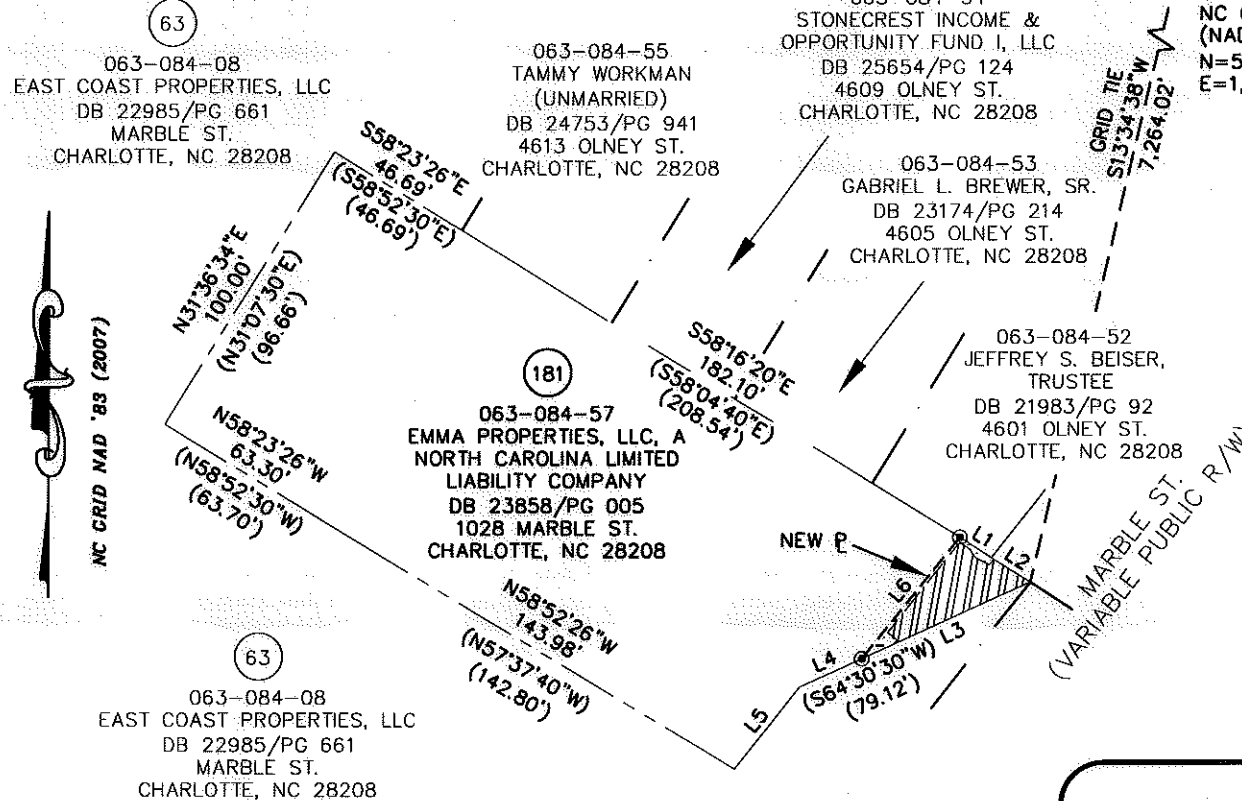 63
063-084-08
EAST COAST PROPERTIES, LLC
DB 22985/PG 661
MARBLE ST.
CHARLOTTE, NC 28208
063-084-55
TAMMY WORKMAN
(UNMARRIED)
DB 24753/PG 941
4613 OLNEY ST.
CHARLOTTE, NC 28208
STONECREST INCOME &
OPPORTUNITY FUND I, LLC
DB 25654/PG 124
4609 OLNEY ST.
CHARLOTTE, NC 28208
GRID TIE
S13°34'38"W
7,264.02'
NC
(NAD
N=5
E=1,
063-084-53
GABRIEL L. BREWER, SR.
DB 23174/PG 214
4605 OLNEY ST.
CHARLOTTE, NC 28208
S58°23'26"E
46.69'
(S58°52'30"E)
(46.69')
N31°36'34"E
100.00'
(N31°07'30"E)
(96.66')
NC GRID NAD '83 (2007)
S58°16'20"E
182.10'
(S58°04'40"E)
(208.54')
063-084-52
JEFFREY S. BEISER,
TRUSTEE
DB 21983/PG 92
4601 OLNEY ST.
CHARLOTTE, NC 28208
181
063-084-57
EMMA PROPERTIES, LLC, A
NORTH CAROLINA LIMITED
LIABILITY COMPANY
DB 23858/PG 005
1028 MARBLE ST.
CHARLOTTE, NC 28208
N58°23'26"W
63.30'
(N58°52'30"W)
(63.70')
NEW PL
L1
L2
L6
L3
L4
L5
(S64°30'30"W)
(79.12')
MARBLE ST.
(VARIABLE PUBLIC R/W)
N58°52'26"W
143.98'
(N57°37'40"W)
(142.80')
63
063-084-08
EAST COAST PROPERTIES, LLC
DB 22985/PG 661
MARBLE ST.
CHARLOTTE, NC 28208